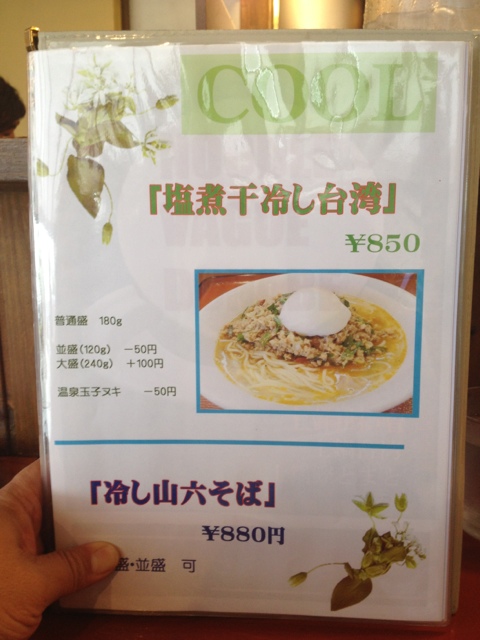 COOL
『塩煮干冷し台湾』
¥850
普通盛 180g
並盛(120g) −50円
大盛(240g) +100円
温泉玉子ヌキ −50円
『冷し山六そば』
¥880円
盛・並盛 可